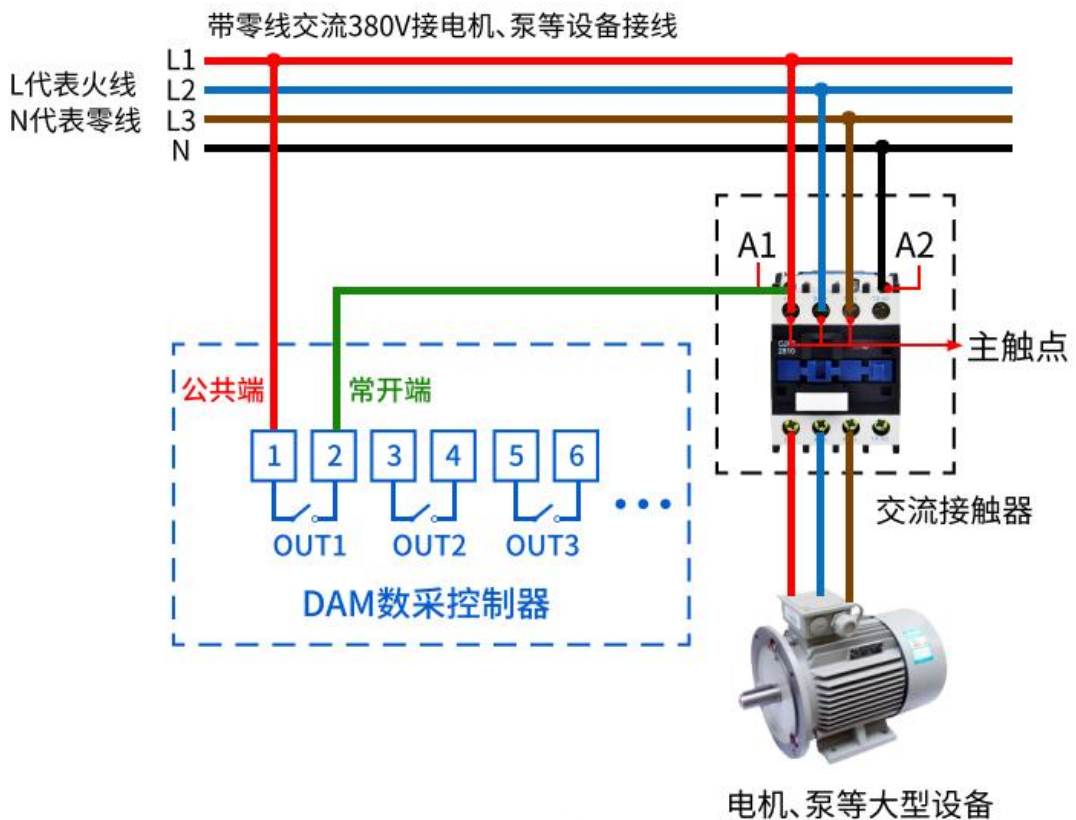 带零线交流380V接电机、泵等设备接线
L1
L代表火线
L2
N代表零线
L3
N
A1
A2
主触点
公共端
常开端
1
2
3
4
5
6
OUT1
OUT2
OUT3
交流接触器
DAM数采控制器
电机、泵等大型设备